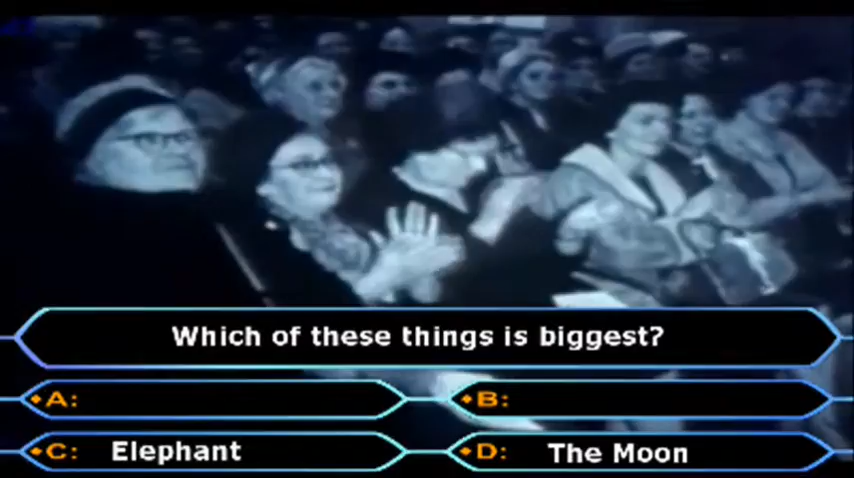 Which of these things is biggest?
A:
B:
C: Elephant
D: The Moon